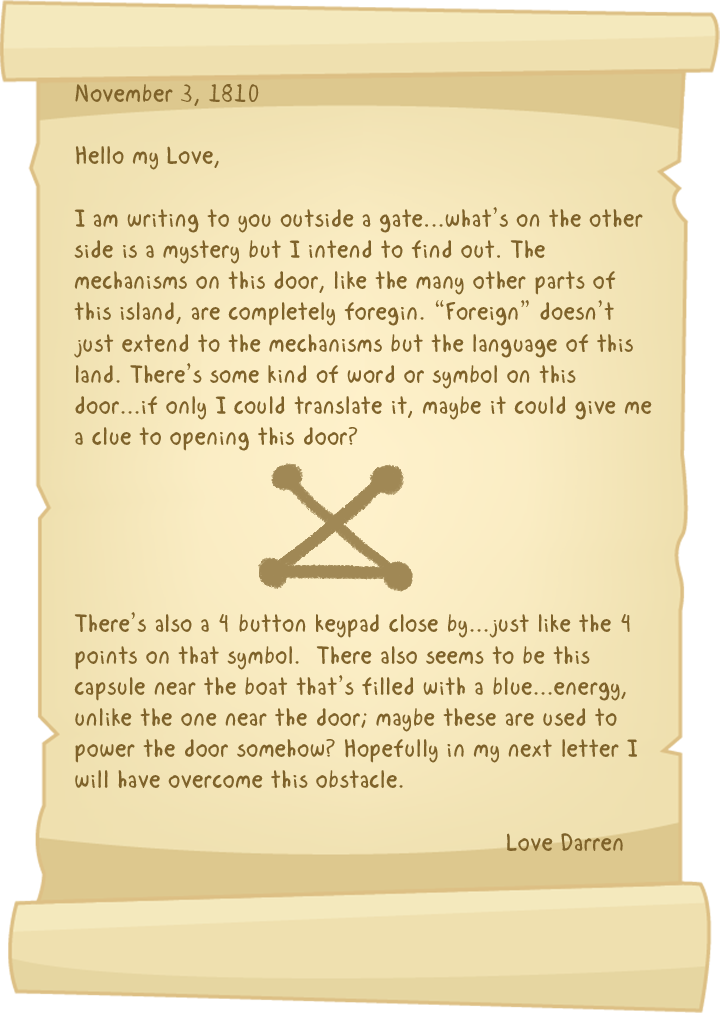 November 3, 1810
Hello my Love,
I am writing to you outside a gate...what's on the other
side is a mystery but I intend to find out. The
mechanisms on this door, like the many other parts of
this island, are completely foregin. “Foreign” doesn't
just extend to the mechanisms but the language of this
land. There's some kind of word or symbol on this
door...if only I could translate it, maybe it could give me
a clue to opening this door?
There's also a 4 button keypad close by...just like the 4
points on that symbol. There also seems to be this
capsule near the boat that's filled with a blue...energy,
unlike the one near the door; maybe these are used to
power the door somehow? Hopefully in my next letter I
will have overcome this obstacle.
Love Darren